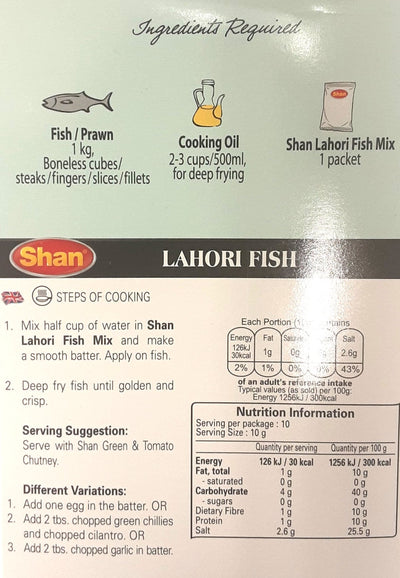 Ingredients Required
Shan
Fish / Prawn
1 kg,
Boneless cubes/
steaks/fingers/slices/fillets
Cooking Oil
2-3 cups/500ml,
for deep frying
Shan Lahori Fish Mix
1 packet
Shan
LAHORI FISH
STEPS OF COOKING
1. Mix half cup of water in Shan
Lahori Fish Mix and make
a smooth batter. Apply on fish.
2. Deep fry fish until golden and
crisp.
Serving Suggestion:
Serve with Shan Green & Tomato
Chutney.
Different Variations:
1. Add one egg in the batter. OR
2. Add 2 tbs. chopped green chillies
and chopped cilantro. OR
3. Add 2 tbs. chopped garlic in batter.
Each Portion
Energy Fat Salt
126kJ 1g 0g 2.6g
30kcal
2% 1% 0% 43%
of an adult's reference intake
Typical values (as sold) per 100g:
Energy 1256kJ / 300kcal
Nutrition Information
Serving per package : 10
Serving Size : 10 g
Quantity per serving Quantity per 100 g
Energy 126 kJ / 30 kcal 1256 kJ / 300 kcal
Fat, total 1 g 10 g
- saturated 0 g 0 g
Carbohydrate 4 g 40 g
- sugars 0 g 0 g
Dietary Fibre 1 g 10 g
Protein 1 g 10 g
Salt 2.6 g 25.5 g